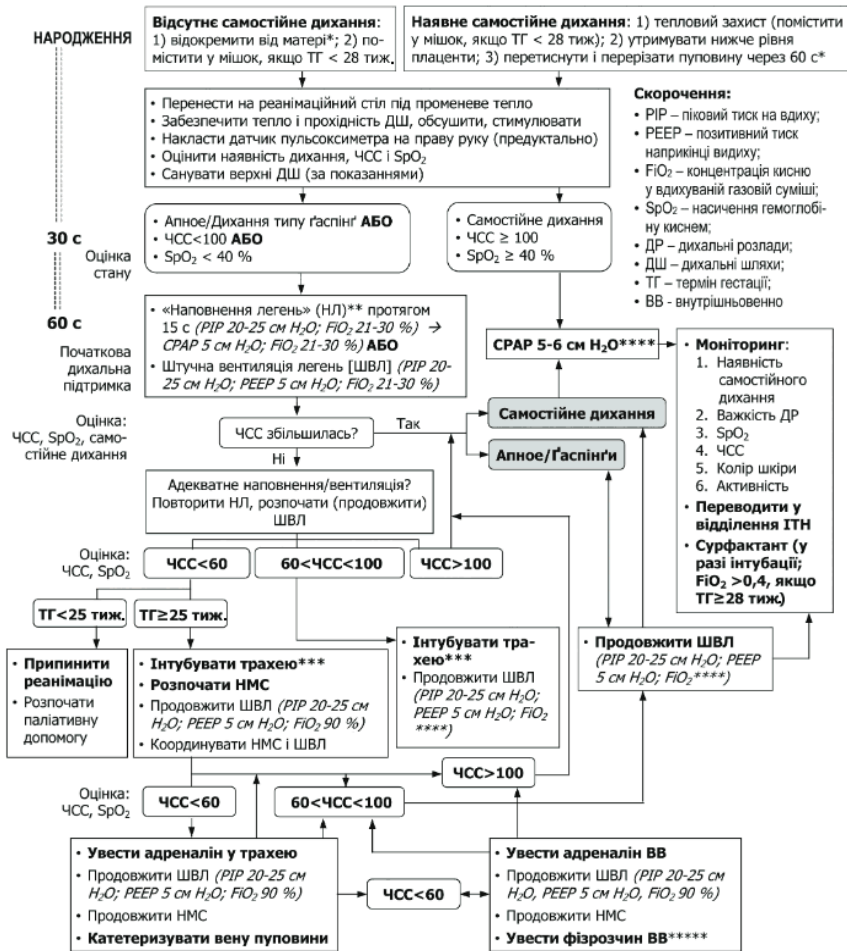 НАРОДЖЕННЯ
Відсутнє самостійне дихання:
1) відокремити від матері*; 2) по-
містити у мішок, якщо ТГ < 28 тиж.
Наявне самостійне дихання: 1) тепловий захист (помістити
у мішок, якщо ТГ < 28 тиж); 2) утримувати нижче рівня
плаценти; 3) перетиснути і перерізати пуповину через 60 с*
• Перенести на реанімаційний стіл під променеве тепло
• Забезпечити тепло і прохідність ДШ, обсушити, стимулювати
• Накласти датчик пульсоксиметра на праву руку (предуктально)
• Оцінити наявність дихання, ЧСС і SpO₂
• Санувати верхні ДШ (за показаннями)
Скорочення:
• PIP – піковий тиск на вдиху;
• PEEP – позитивний тиск
наприкінці видиху;
• FiO₂ – концентрація кисню
у вдихуваній газовій суміші;
• SpO₂ – насичення гемоглобі-
ну киснем;
• ДР – дихальні розлади;
• ДШ – дихальні шляхи;
• ТГ – термін гестації;
• ВВ - внутрішньовенно
30 с
Оцінка
стану
• Апное/Дихання типу ґаспінґ АБО
• ЧСС<100 АБО
• SpO₂ < 40 %
• Самостійне дихання
• ЧСС ≥ 100
• SpO₂ ≥ 40 %
60 с
Початкова
дихальна
підтримка
• «Наповнення легень» (НЛ)** протягом
15 с (PIP 20-25 см H₂O; FiO₂ 21-30 %) →
CPAP 5 см H₂O; FiO₂ 21-30 %) АБО
• Штучна вентиляція легень [ШВЛ] (PIP 20-
25 см H₂O; PEEP 5 см H₂O; FiO₂ 21-30 %)
CPAP 5-6 см H₂O****
• Моніторинг:
1. Наявність
самостійного
дихання
2. Важкість ДР
3. SpO₂
4. ЧСС
5. Колір шкіри
6. Активність
• Переводити у
відділення ІТН
• Сурфактант (у
разі інтубації;
FiO₂ >0,4, якщо
ТГ≥28 тиж.)
Оцінка:
ЧСС, SpO₂, само-
стійне дихання
ЧСС збільшилась?
Так
Самостійне дихання
Апное/Ґаспінґи
Ні
Адекватне наповнення/вентиляція?
Повторити НЛ, розпочати (продовжити)
ШВЛ
Оцінка:
ЧСС, SpO₂
ЧСС<60
60<ЧСС<100
ЧСС>100
ТГ<25 тиж.
ТГ≥25 тиж.
• Припинити
реанімацію
• Розпочати
паліативну
допомогу
• Інтубувати трахею***
• Розпочати НМС
• Продовжити ШВЛ (PIP 20-25 см
H₂O; PEEP 5 см H₂O; FiO₂ 90 %)
• Координувати НМС і ШВЛ
• Інтубувати тра-
хею***
• Продовжити ШВЛ
(PIP 20-25 см H₂O;
PEEP 5 см H₂O; FiO₂
****)
• Продовжити ШВЛ
(PIP 20-25 см H₂O; PEEP
5 см H₂O; FiO₂****)
ЧСС>100
Оцінка:
ЧСС, SpO₂
ЧСС<60
60<ЧСС<100
• Увести адреналін у трахею
• Продовжити ШВЛ (PIP 20-25 см
H₂O; PEEP 5 см H₂O; FiO₂ 90 %)
• Продовжити НМС
• Катетеризувати вену пуповини
ЧСС<60
• Увести адреналін ВВ
• Продовжити ШВЛ (PIP 20-25 см
H₂O, PEEP 5 см H₂O, FiO₂ 90 %)
• Продовжити НМС
• Увести фізрозчин ВВ*****